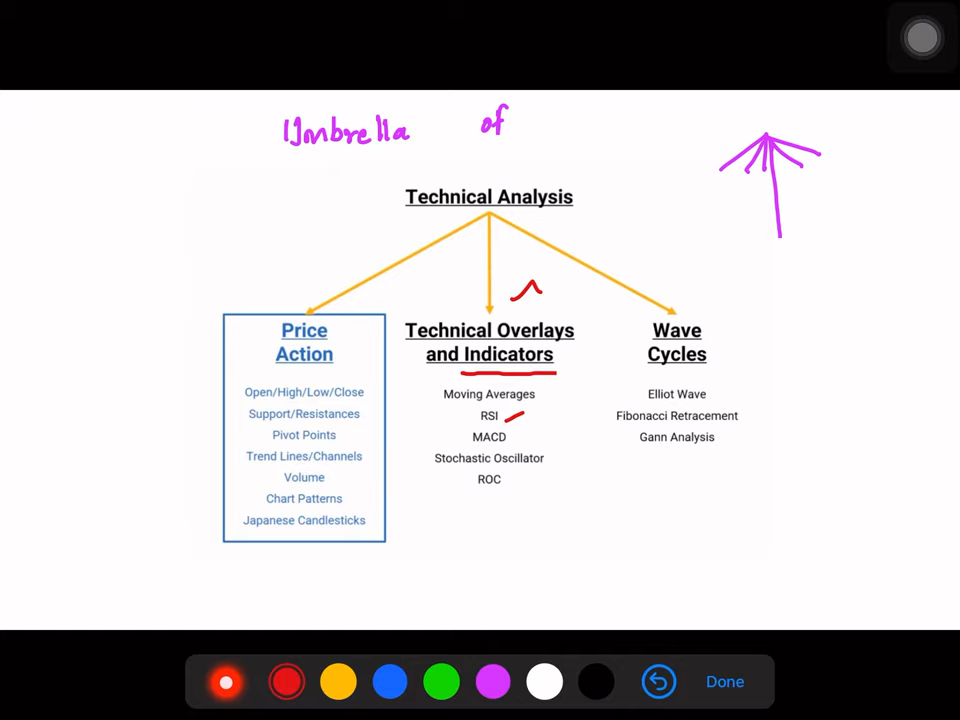 Umbrella of
Technical Analysis
Price
Action
Open/High/Low/Close
Support/Resistances
Pivot Points
Trend Lines/Channels
Volume
Chart Patterns
Japanese Candlesticks
Technical Overlays
and Indicators
Moving Averages
RSI
MACD
Stochastic Oscillator
ROC
Wave
Cycles
Elliot Wave
Fibonacci Retracement
Gann Analysis
Done